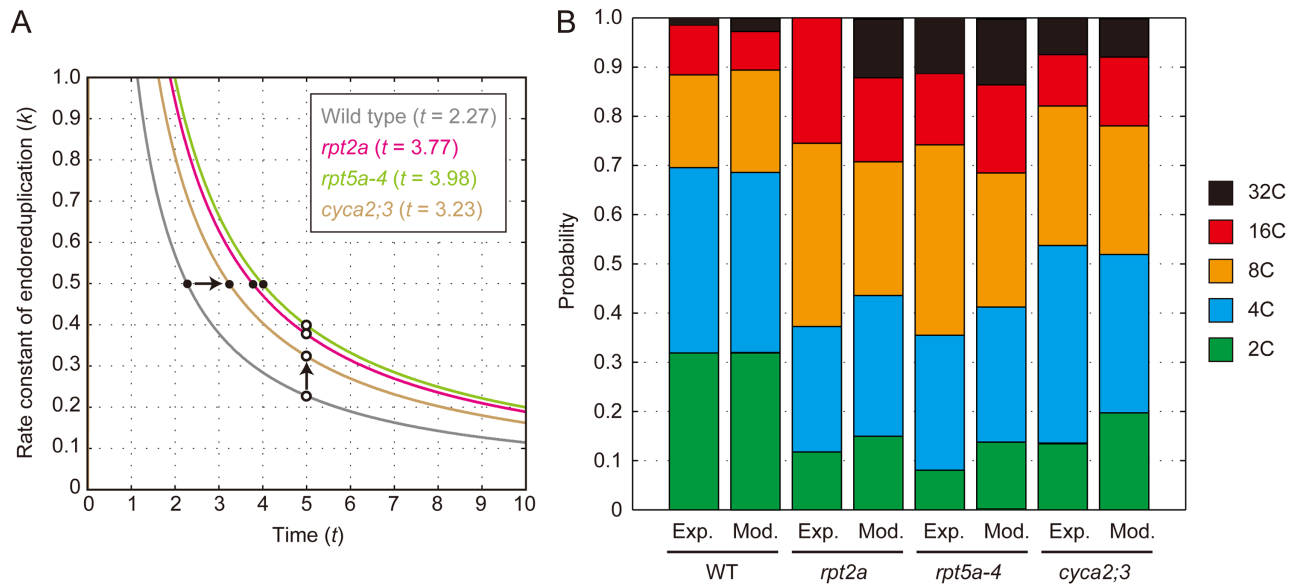 A
Rate constant of endoreduplication (k)
1.0
0.9
0.8
0.7
0.6
0.5
0.4
0.3
0.2
0.1
0
Wild type (t = 2.27)
rpt2a (t = 3.77)
rpt5a-4 (t = 3.98)
cyca2;3 (t = 3.23)
0 1 2 3 4 5 6 7 8 9 10
Time (t)
B
Probability
1.0
0.9
0.8
0.7
0.6
0.5
0.4
0.3
0.2
0.1
0
Exp. Mod. Exp. Mod. Exp. Mod. Exp. Mod.
WT rpt2a rpt5a-4 cyca2;3
32C
16C
8C
4C
2C